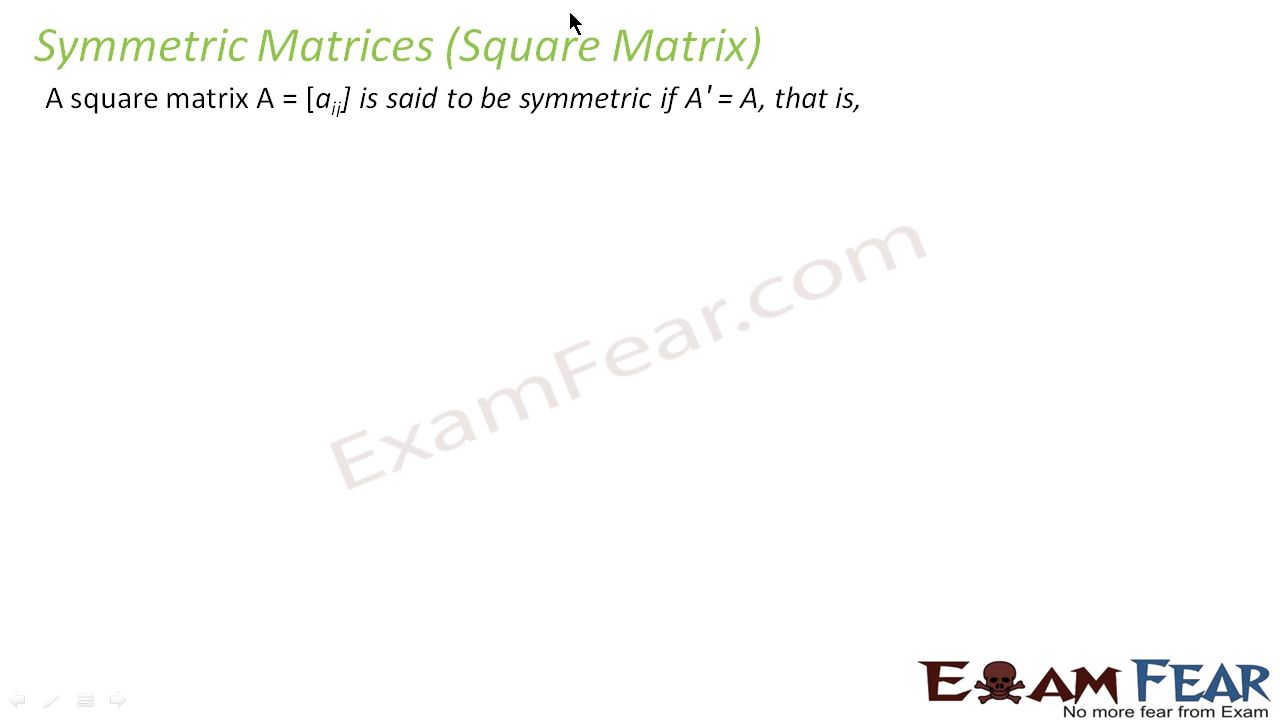 Symmetric Matrices (Square Matrix)
A square matrix A = [aij] is said to be symmetric if A' = A, that is,
ExamFear.com
EXAM FEAR
No more fear from Exam